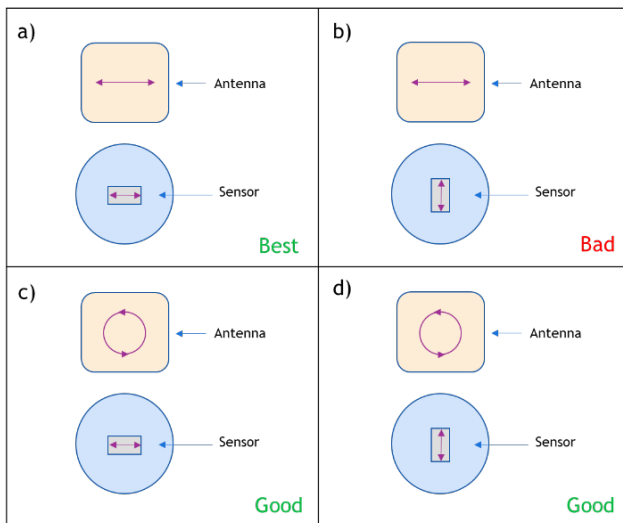 a)
Antenna
Sensor
Best
b)
Antenna
Sensor
Bad
c)
Antenna
Sensor
Good
d)
Antenna
Sensor
Good